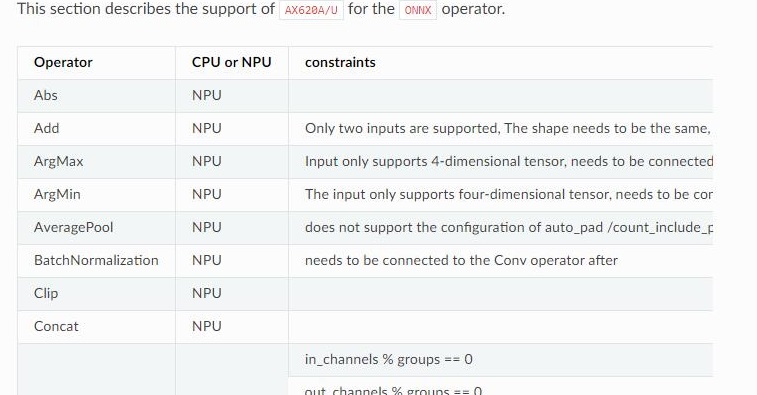 This section describes the support of AX620A/U for the ONNX operator.
Operator CPU or NPU constraints
Abs NPU
Add NPU Only two inputs are supported, The shape needs to be the same,
ArgMax NPU Input only supports 4-dimensional tensor, needs to be connected
ArgMin NPU The input only supports four-dimensional tensor, needs to be cor
AveragePool NPU does not support the configuration of auto_pad /count_include_p
BatchNormalization NPU needs to be connected to the Conv operator after
Clip NPU
Concat NPU
in_channels % groups == 0
out_channels % groups == 0